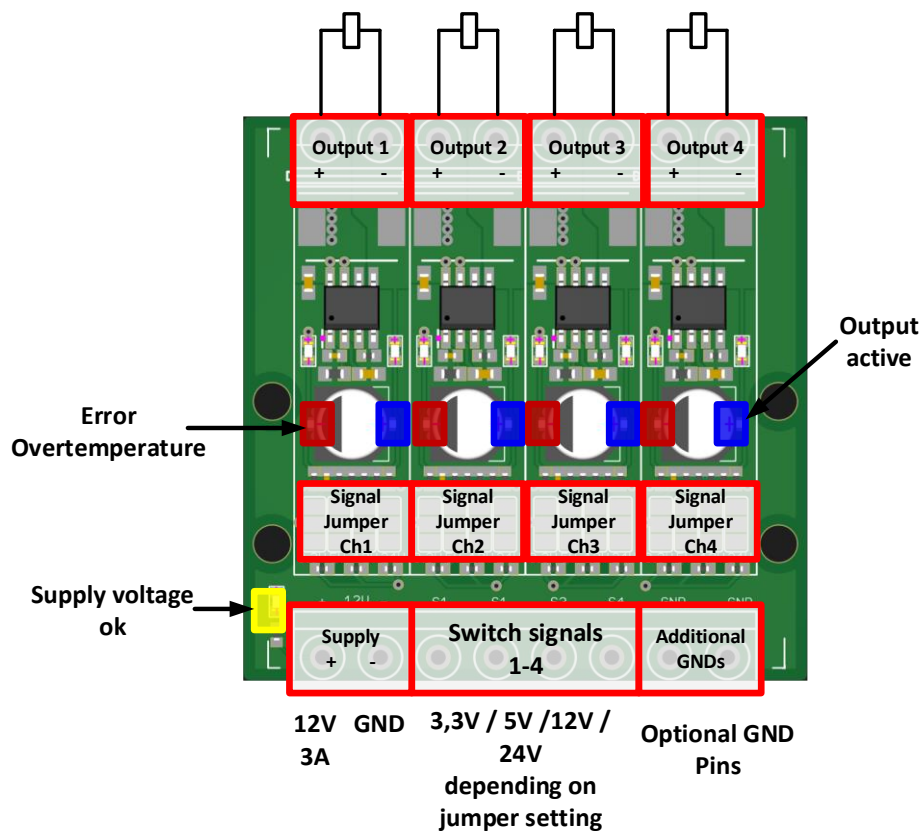 Output 1
+ -
Output 2
+ -
Output 3
+ -
Output 4
+ -
Output
active
Error
Overtemperature
Signal
Jumper
Ch1
Signal
Jumper
Ch2
Signal
Jumper
Ch3
Signal
Jumper
Ch4
Supply voltage
ok
Supply
+ -
Switch signals
1-4
Additional
GNDs
12V GND
3A
3,3V / 5V /12V /
24V
depending on
jumper setting
Optional GND
Pins